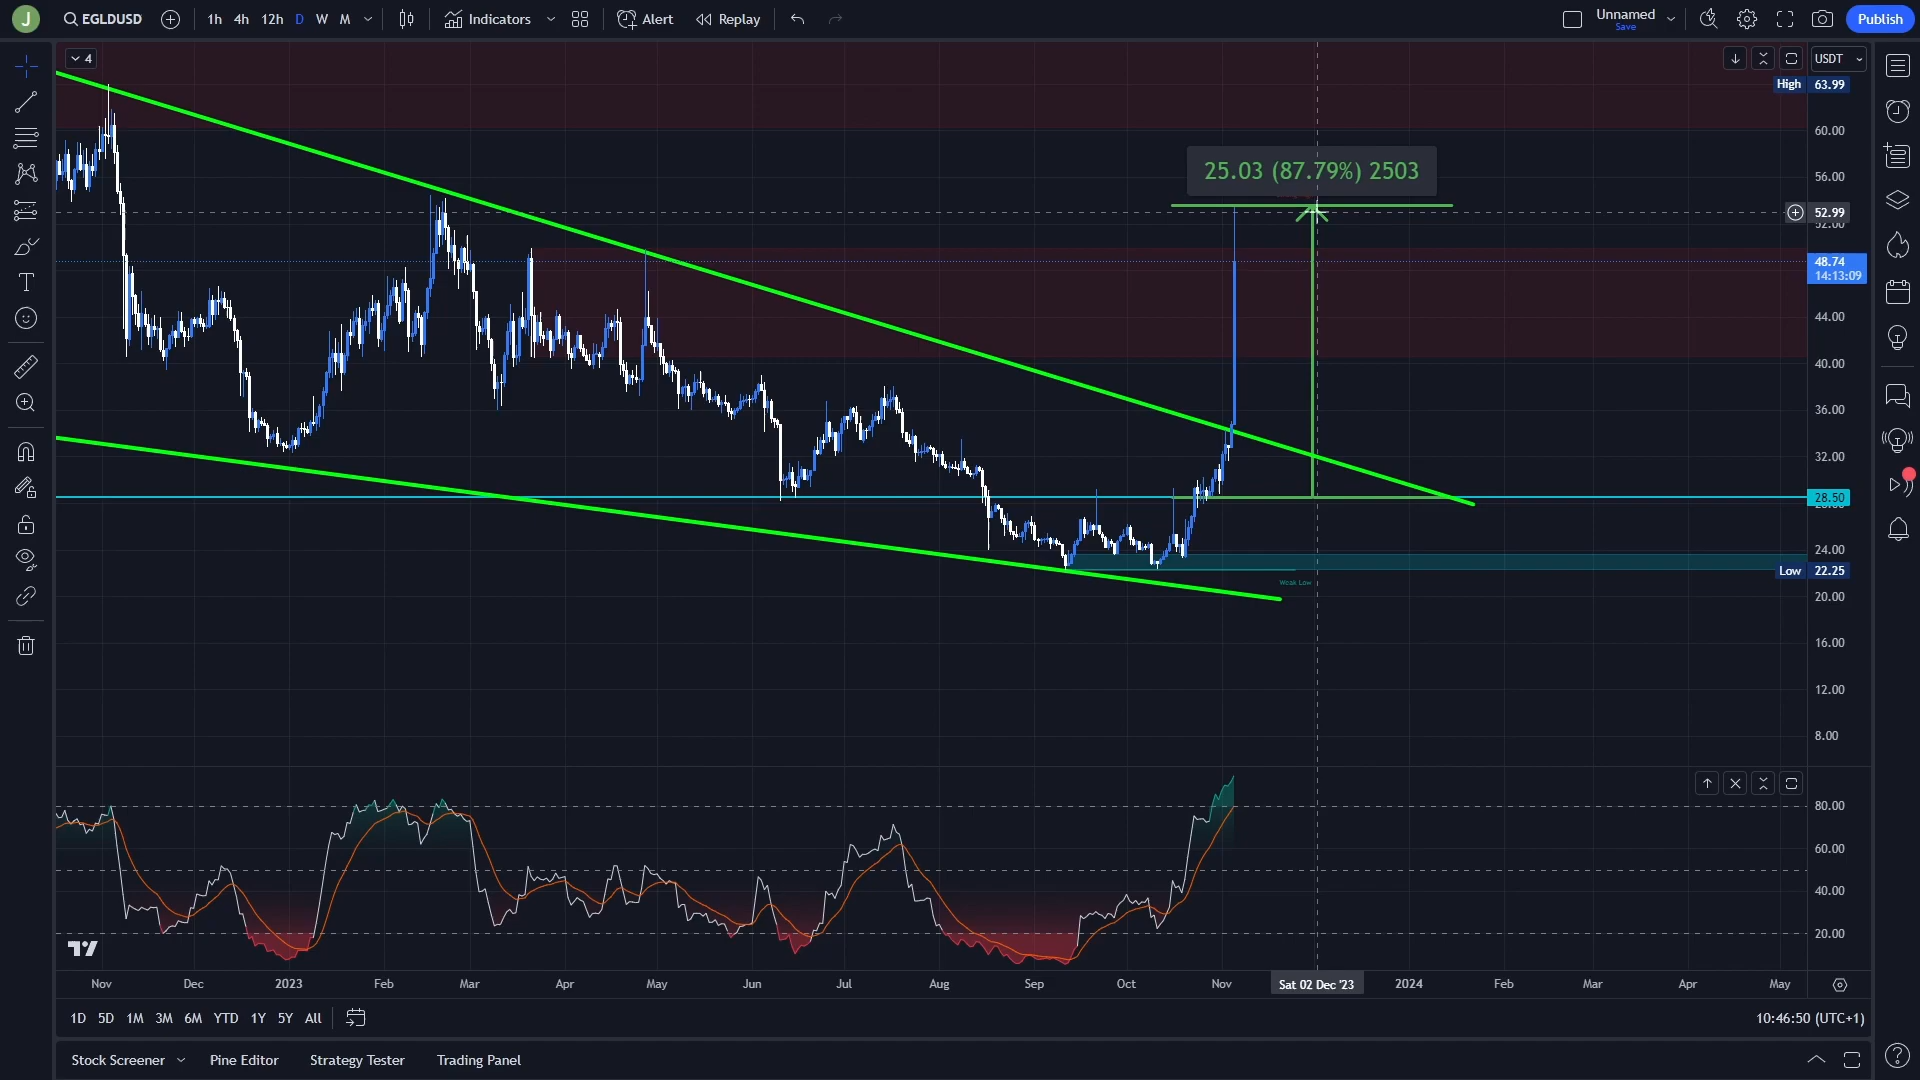 J EGLDUSD 1h 4h 12h D W M Indicators Alert Replay Unnamed Save Publish
4 USDT
High 63.99
60.00
25.03 (87.79%) 2503
56.00
52.99
52.00
48.74
14:13:09
44.00
40.00
36.00
32.00
28.50
24.00
Low 22.25
Weak Low
20.00
16.00
12.00
8.00
80.00
60.00
40.00
20.00
Nov Dec 2023 Feb Mar Apr May Jun Jul Aug Sep Oct Nov Sat 02 Dec '23 2024 Feb Mar Apr May
1D 5D 1M 3M 6M YTD 1Y 5Y All 10:46:50 (UTC+1)
Stock Screener Pine Editor Strategy Tester Trading Panel